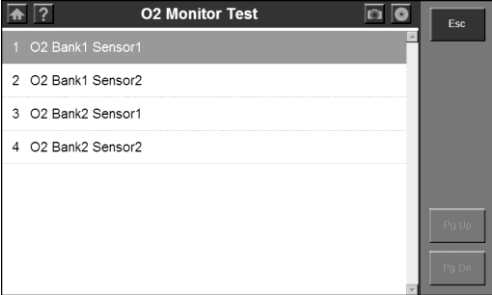 ? O2 Monitor Test
Esc
1 O2 Bank1 Sensor1
2 O2 Bank1 Sensor2
3 O2 Bank2 Sensor1
4 O2 Bank2 Sensor2
Pg Up
Pg Dn